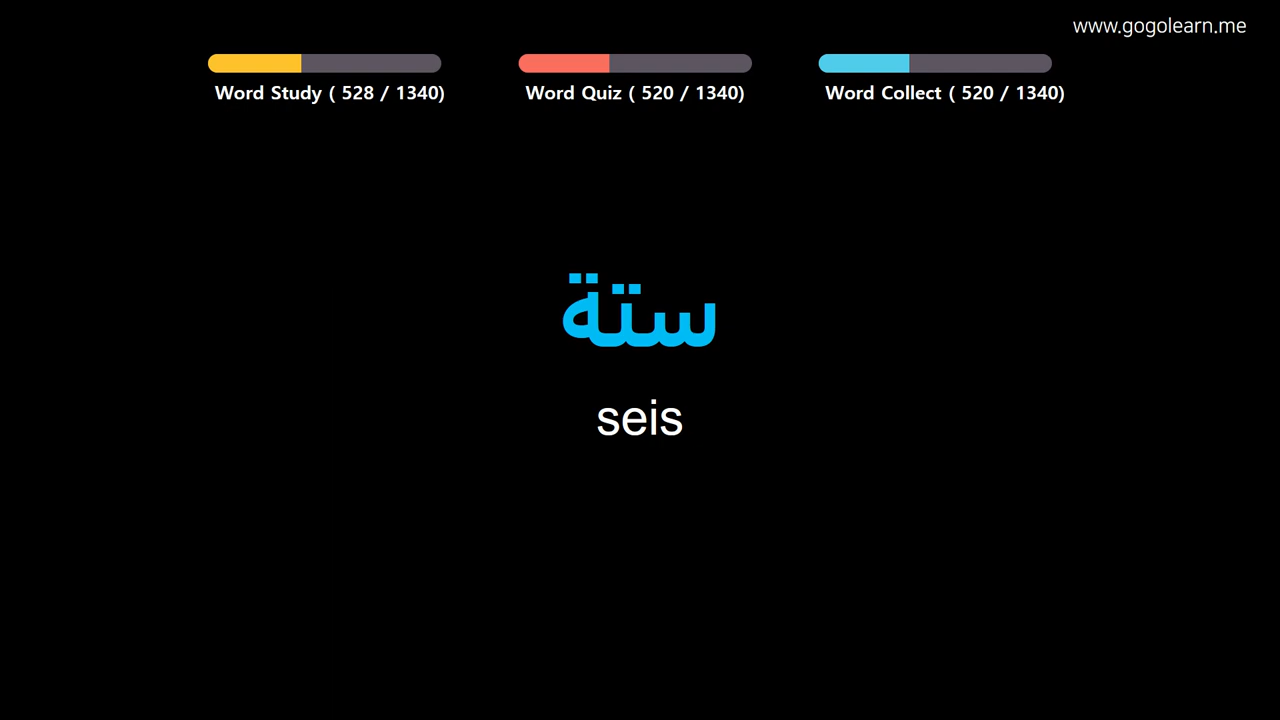 www.gogolearn.me
Word Study ( 528 / 1340)
Word Quiz ( 520 / 1340)
Word Collect ( 520 / 1340)
ستة
seis